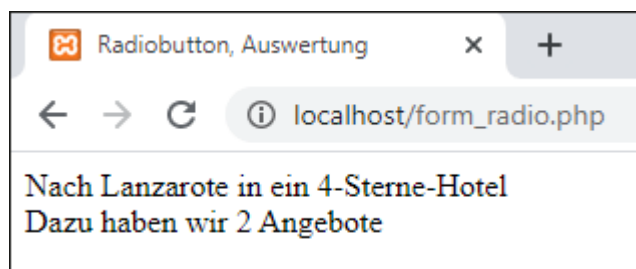 Radiobutton, Auswertung
localhost/form_radio.php
Nach Lanzarote in ein 4-Sterne-Hotel
Dazu haben wir 2 Angebote